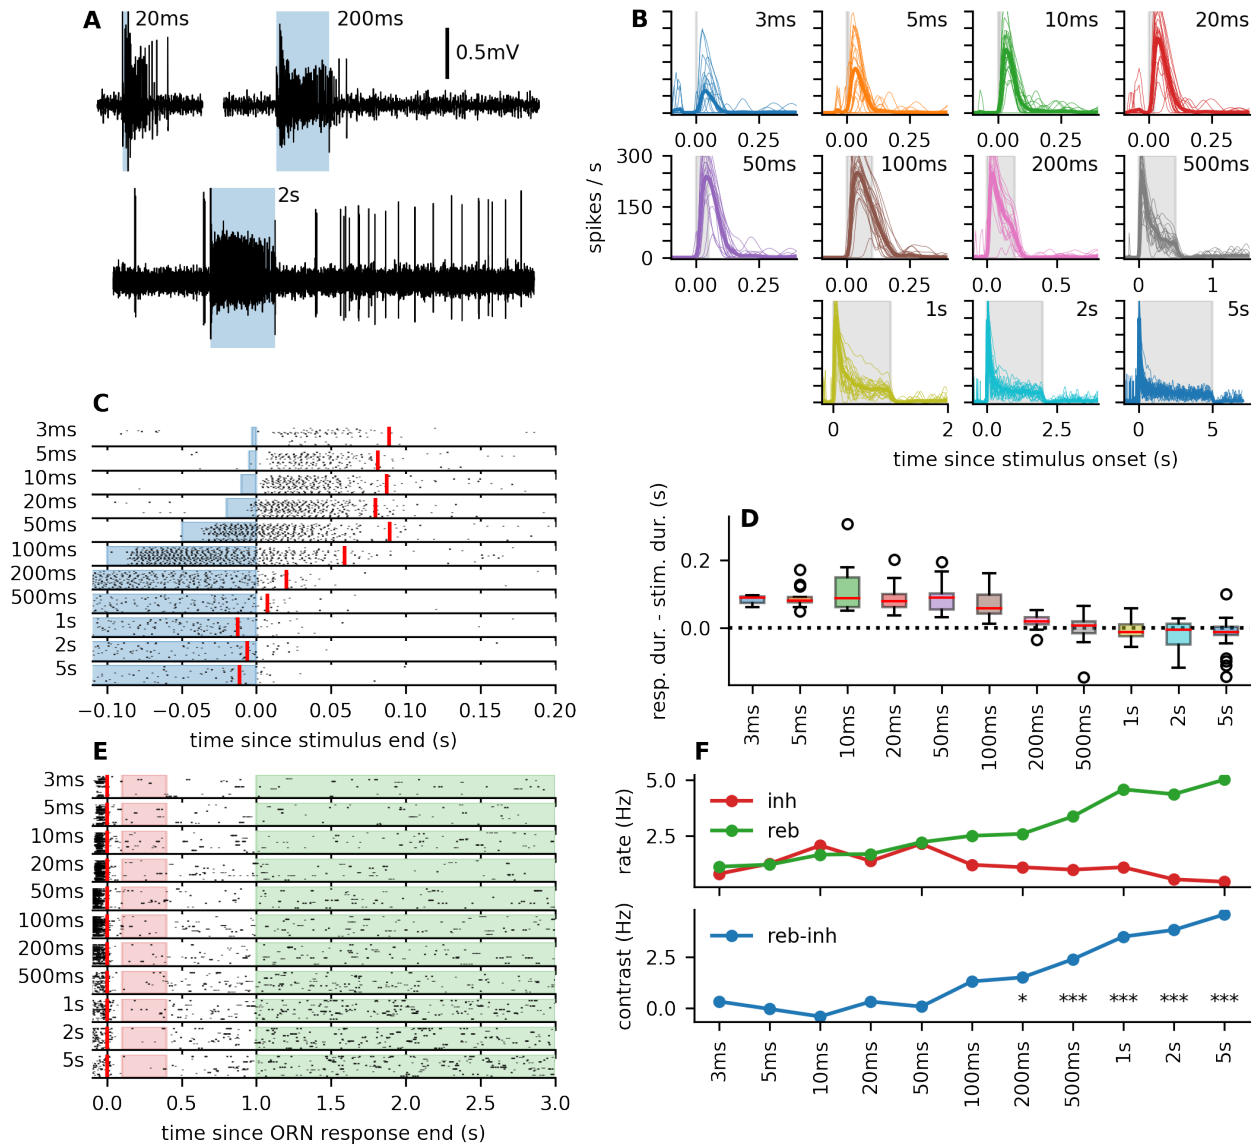 A
20ms
200ms
0.5mV
2s
B
3ms
5ms
10ms
20ms
0.00 0.25
0.00 0.25
0.00 0.25
0.00 0.25
spikes / s
300
150
0
50ms
100ms
200ms
500ms
0.00 0.25
0.00 0.25
0.0 0.5
0 1
1s
2s
5s
0 2
0.0 2.5
0 5
time since stimulus onset (s)
C
3ms
5ms
10ms
20ms
50ms
100ms
200ms
500ms
1s
2s
5s
−0.10 −0.05 0.00 0.05 0.10 0.15 0.20
time since stimulus end (s)
D
resp. dur. - stim. dur. (s)
0.2
0.0
3ms 5ms 10ms 20ms 50ms 100ms 200ms 500ms 1s 2s 5s
E
3ms
5ms
10ms
20ms
50ms
100ms
200ms
500ms
1s
2s
5s
0.0 0.5 1.0 1.5 2.0 2.5 3.0
time since ORN response end (s)
F
rate (Hz)
5.0
2.5
inh
reb
contrast (Hz)
2.5
0.0
reb-inh
* *** *** *** ***
3ms 5ms 10ms 20ms 50ms 100ms 200ms 500ms 1s 2s 5s